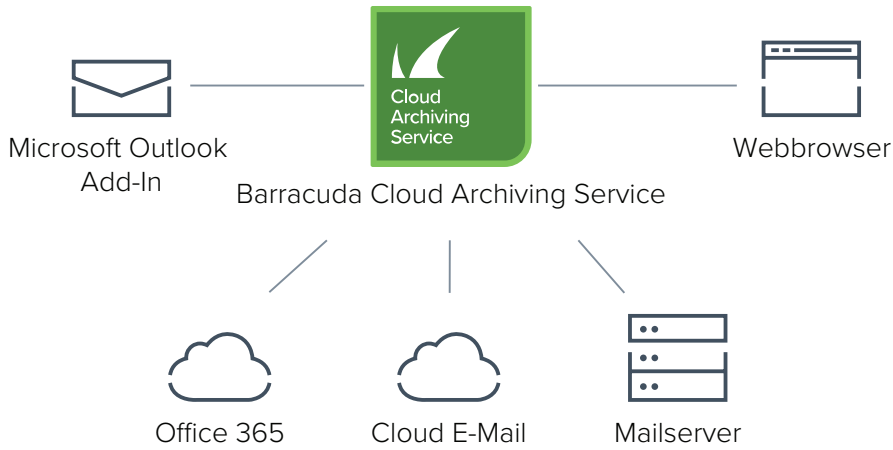 Cloud
Archiving
Service
Microsoft Outlook
Add-In
Barracuda Cloud Archiving Service
Webbrowser
Office 365
Cloud E-Mail
Mailserver